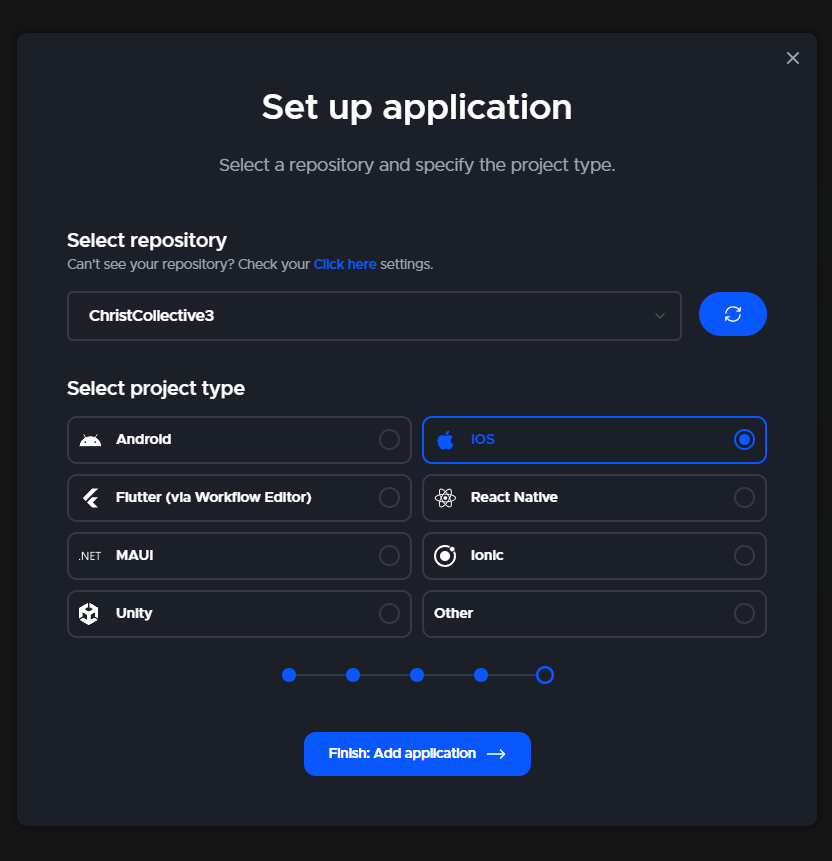 Set up application
Select a repository and specify the project type.
Select repository
Can't see your repository? Check your Click here settings.
ChristCollective3
Select project type
Android
iOS
Flutter (via Workflow Editor)
React Native
.NET MAUI
Ionic
Unity
Other
Finish: Add application